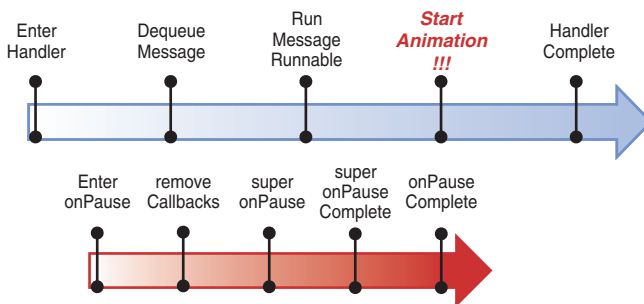 Enter
Handler
Dequeue
Message
Run
Message
Runnable
Start
Animation
!!!
Handler
Complete
Enter
onPause
remove
Callbacks
super
onPause
super
onPause
Complete
onPause
Complete